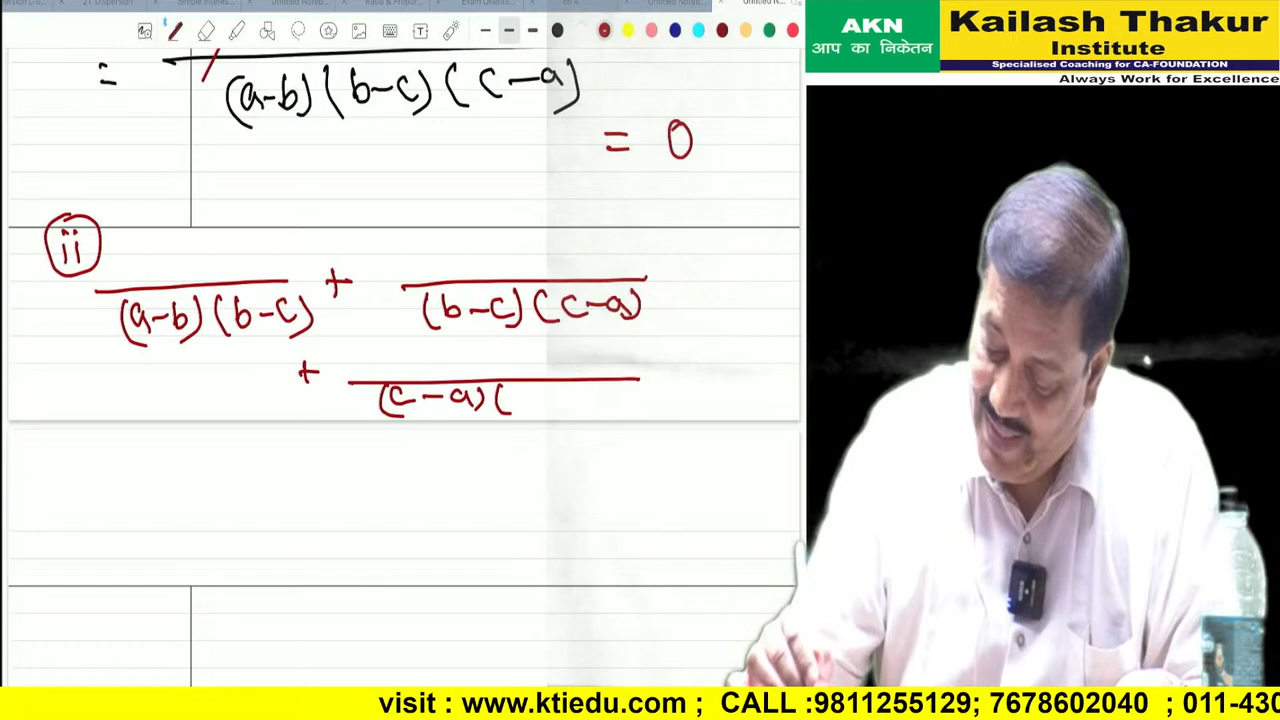 AKN
आप का निकेतन
Kailash Thakur
Institute
Specialised Coaching for CA-FOUNDATION
Always Work for Excellence
=
(a-b)(b-c)(c-a)
= 0
ii
(a-b)(b-c) + (b-c)(c-a)
+ (c-a)(
visit : www.ktiedu.com ; CALL :9811255129; 7678602040 ; 011-430